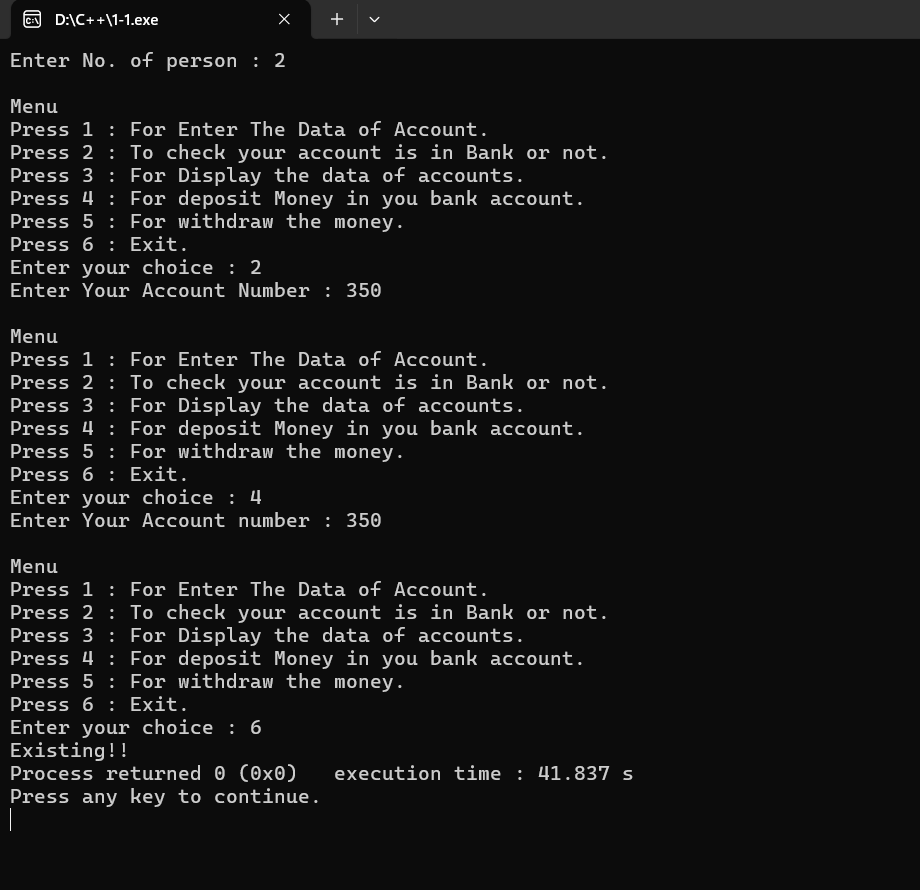 D:\C++\1-1.exe
Enter No. of person : 2
Menu
Press 1 : For Enter The Data of Account.
Press 2 : To check your account is in Bank or not.
Press 3 : For Display the data of accounts.
Press 4 : For deposit Money in you bank account.
Press 5 : For withdraw the money.
Press 6 : Exit.
Enter your choice : 2
Enter Your Account Number : 350
Menu
Press 1 : For Enter The Data of Account.
Press 2 : To check your account is in Bank or not.
Press 3 : For Display the data of accounts.
Press 4 : For deposit Money in you bank account.
Press 5 : For withdraw the money.
Press 6 : Exit.
Enter your choice : 4
Enter Your Account number : 350
Menu
Press 1 : For Enter The Data of Account.
Press 2 : To check your account is in Bank or not.
Press 3 : For Display the data of accounts.
Press 4 : For deposit Money in you bank account.
Press 5 : For withdraw the money.
Press 6 : Exit.
Enter your choice : 6
Existing!!
Process returned 0 (0x0)   execution time : 41.837 s
Press any key to continue.